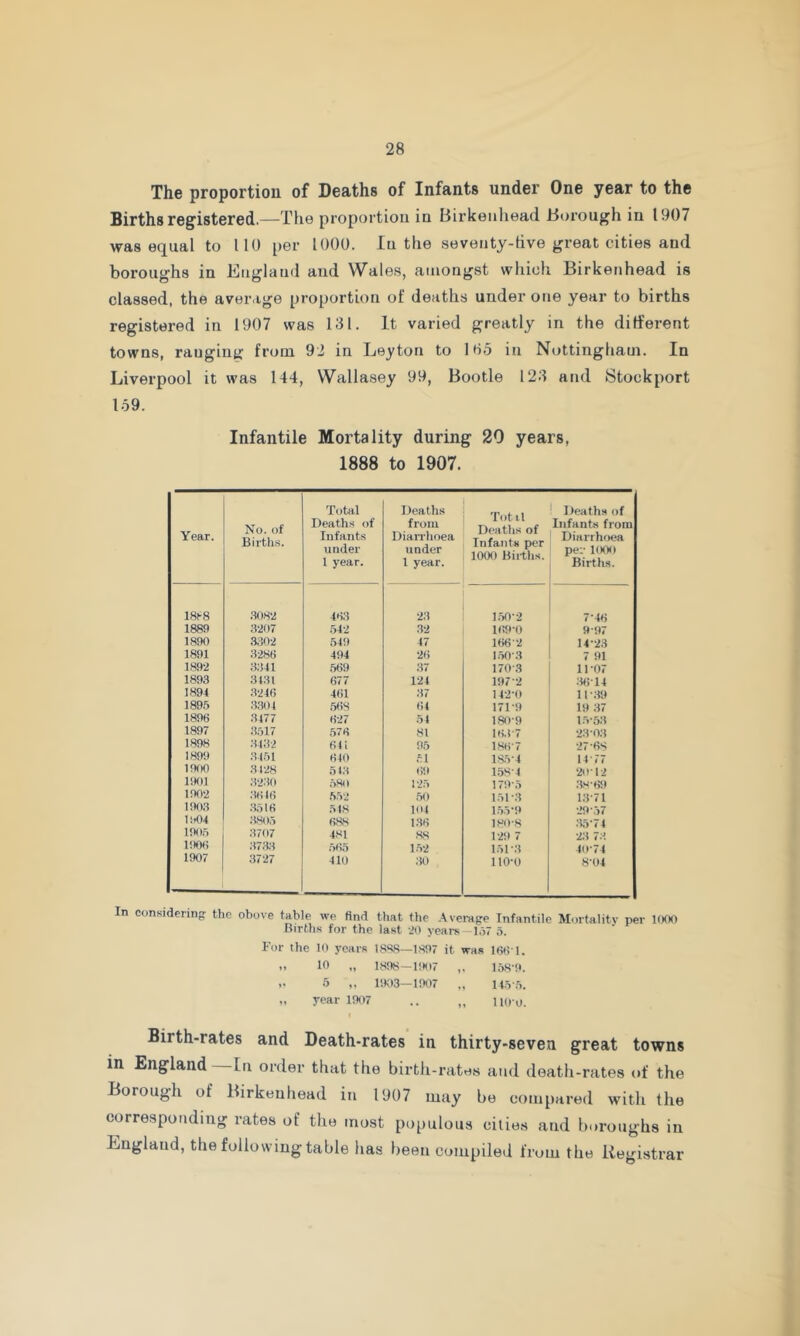 28
The proportion of Deaths of Infants under One year to the
Births registered.—The proportion in Birkenhead Borough in 1907
was equal to 110 per 1000. In the seventy-five great cities and
boroughs in England and Wales, amongst which Birkenhead is
classed, the average proportion of deaths under one year to births
registered in 1907 was 131. It varied greatly in the different
towns, ranging from 92 in Leyton to 165 in Nottingham. In
Liverpool it was 144, Wallasey 99, Bootle 123 and Stockport
159.
Infantile Mortality during 20 years,
1888 to 1907.
Year. | No. of Births. | Total Deaths of Infants under 1 year. | Deaths from Diarrhoea under 1 year. | Total Deaths of Infants per 1000 Births. | Deaths of Infants from Diarrhoea per 1000 Births.
1888 3082 463 23 150·2 7·46
1889 3207 542 32 169·0 9·97
1890 3302 549 47 166·2 14·23
1891 3286 494 26 150·3 7 91
1892 3341 569 37 170·3 11·07
1893 3431 677 124 197·2 36·14
1894 3246 461 37 142·0 11·39
1895 3304 568 64 171·9 19·37
1896 3477 627 54 180·9 15·53
1897 3517 576 81 163·7 23·03
1898 3432 641 95 186·7 27·68
1899 3451 640 51 185·4 14·77
1900 3428 543 69 158·4 20·12
1901 3230 580 125 179·5 38·69
1902 3646 552 50 151·3 13·71
1903 3516 548 104 155·9 29·57
1904 3805 688 136 180·8 35·74
1905 3707 481 88 129 7 23 73
1906 3733 565 152 151·3 40·74
1907 3727 410 30 110·0 8·04
In considering the obove table we find that the Average Infantile Mortality per 1000
Births for the last 20 years—157·5.
For the 10 years 1888—1897 it was 166·1.
,, 10 ,, 1898—1907 ,, 158·9.
,, 5 ,, 1903—1907 ,, 145·5.
,, year 1907 .. ,, 110·0.
Birth-rates and Death-rates in thirty-seven great towns
in England—In order that the birth-rates and death-rates of the
Borough of Birkenhead in 1907 may be compared with the
corresponding rates of the most populous cities and boroughs in
England, the following table has been compiled from the Registrar